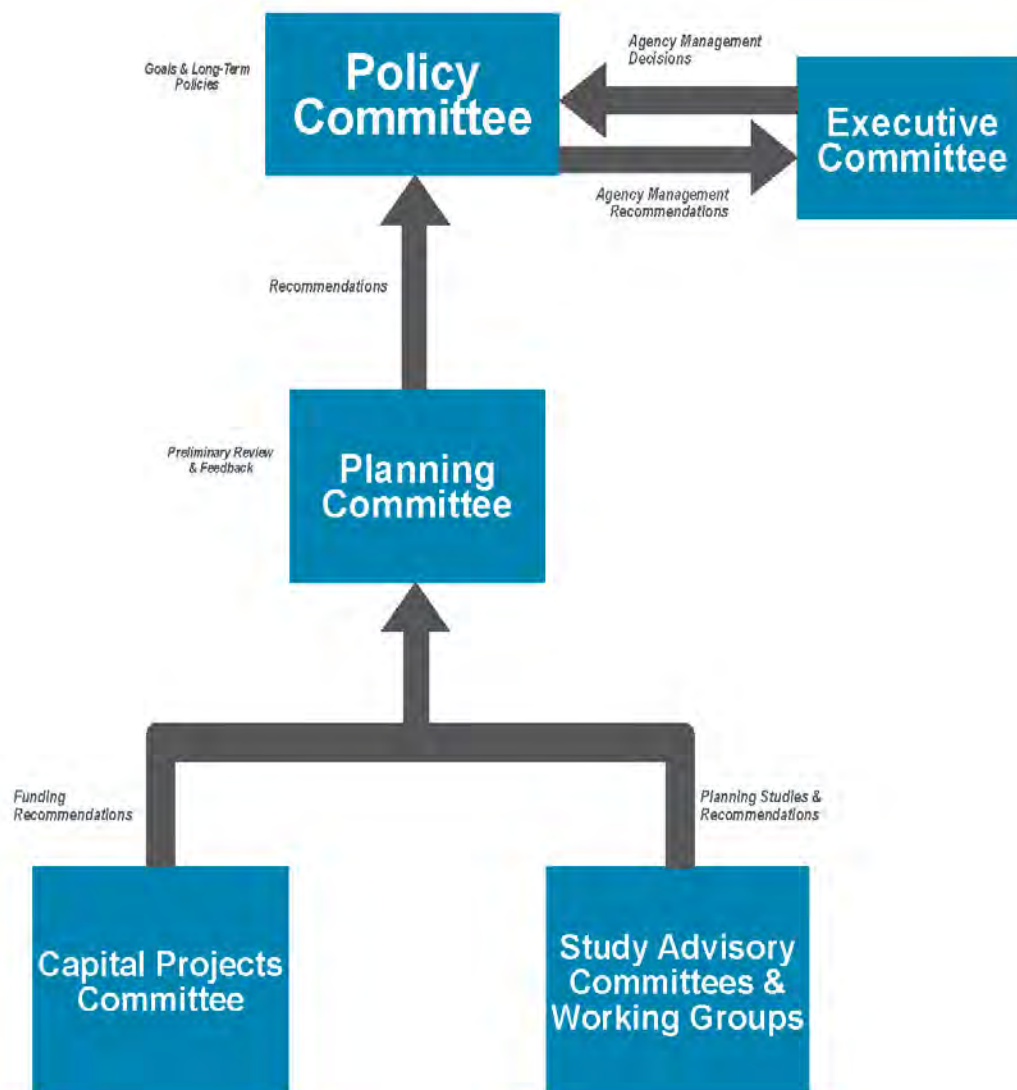 Goals & Long-Term
Policies
Policy
Committee
Agency Management
Decisions
Executive
Committee
Agency Management
Recommendations
Recommendations
Preliminary Review
& Feedback
Planning
Committee
Funding
Recommendations
Planning Studies &
Recommendations
Capital Projects
Committee
Study Advisory
Committees &
Working Groups